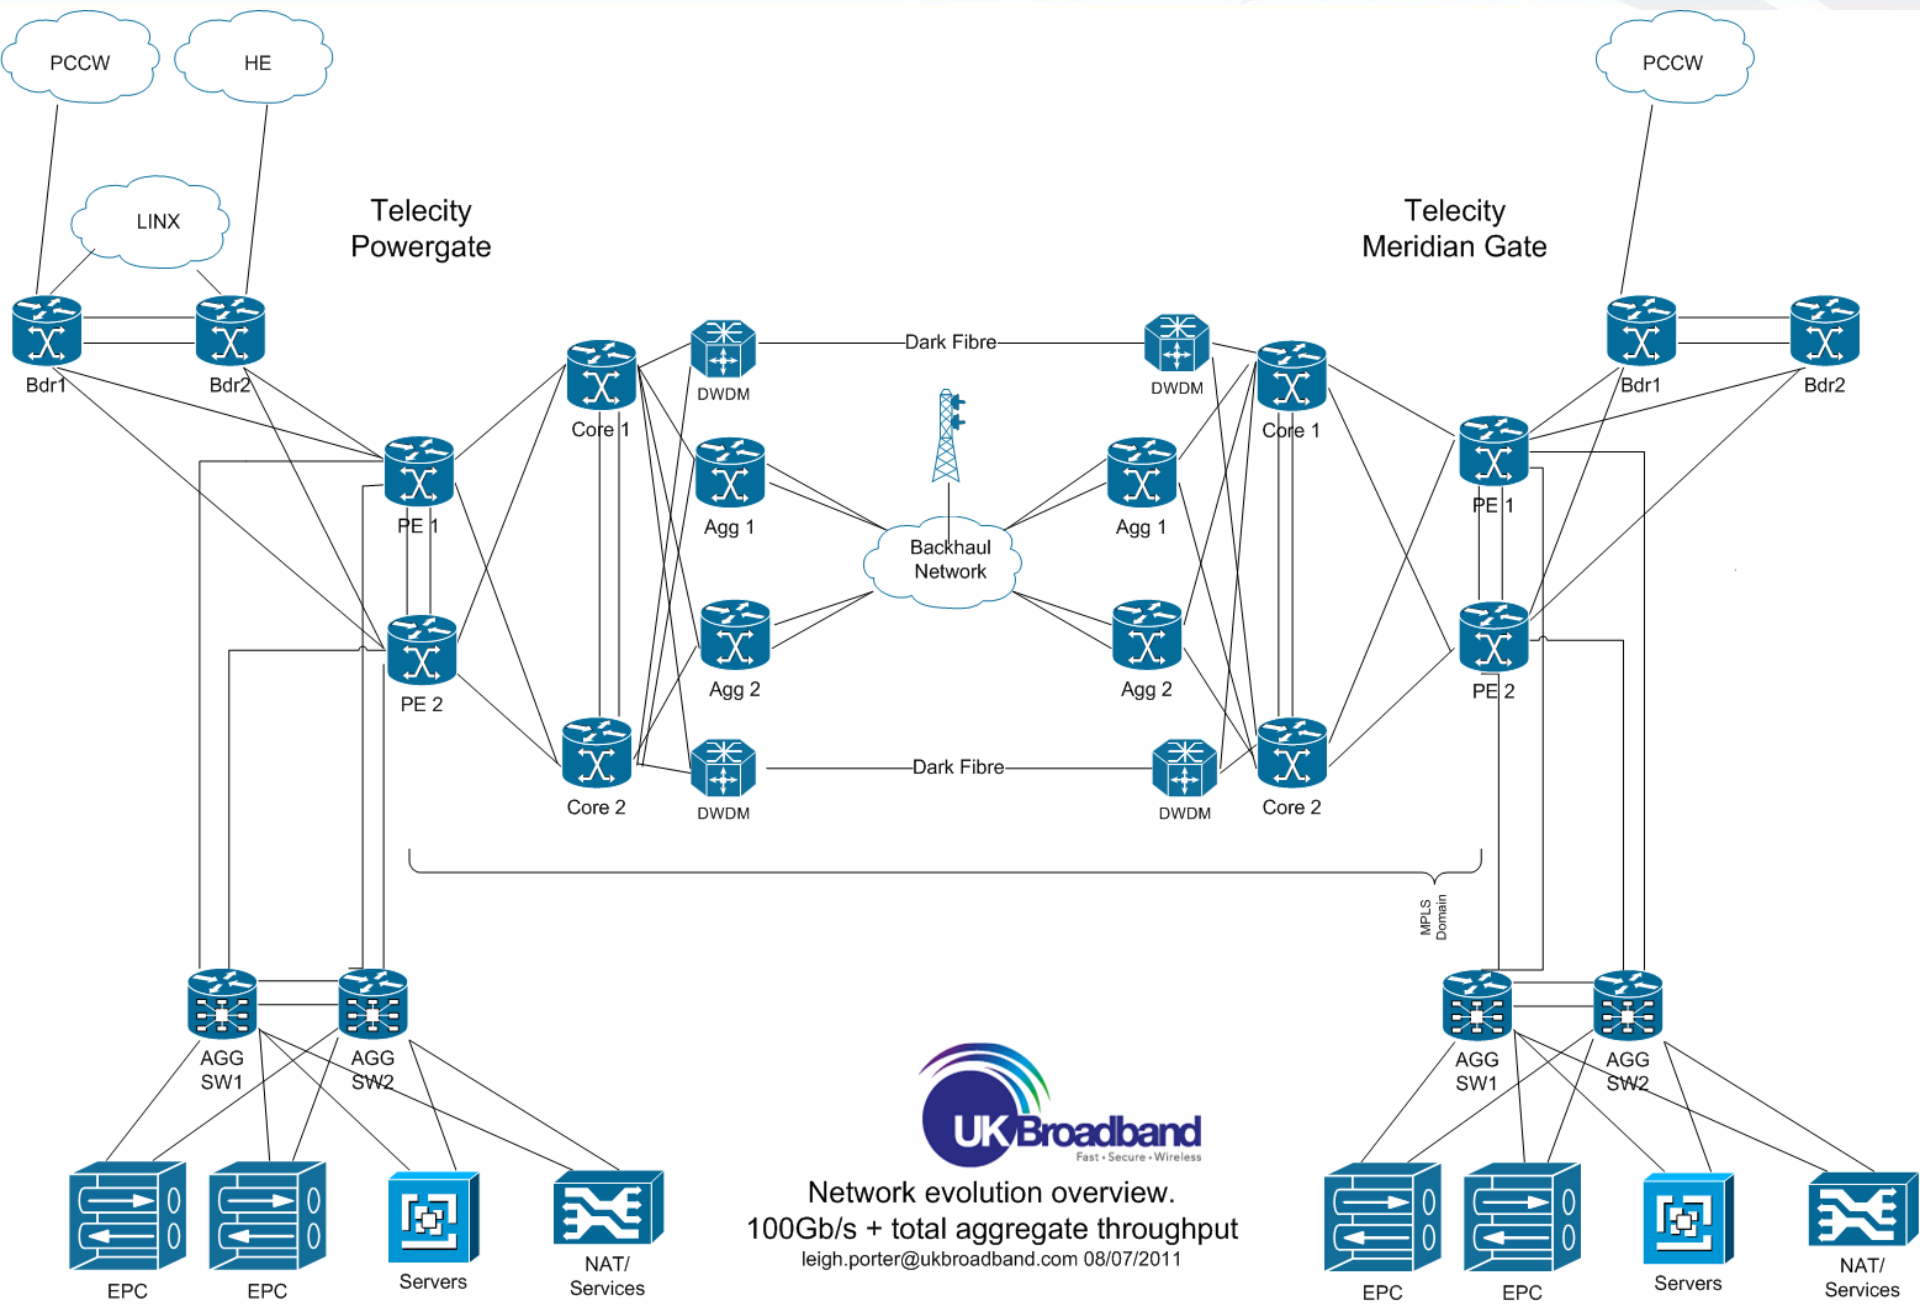 PCCW
HE
PCCW
LINX
Telecity
Powergate
Telecity
Meridian Gate
Bdr1
Bdr2
Dark Fibre
DWDM
DWDM
Bdr1
Bdr2
Core 1
Core 1
PE 1
Agg 1
Agg 1
PE 1
Backhaul
Network
PE 2
Agg 2
Agg 2
PE 2
Dark Fibre
Core 2
DWDM
DWDM
Core 2
MPLS
Domain
AGG
SW1
AGG
SW2
AGG
SW1
AGG
SW2
UK Broadband
Fast • Secure • Wireless
Network evolution overview.
100Gb/s + total aggregate throughput
leigh.porter@ukbroadband.com 08/07/2011
EPC
EPC
Servers
NAT/
Services
EPC
EPC
Servers
NAT/
Services